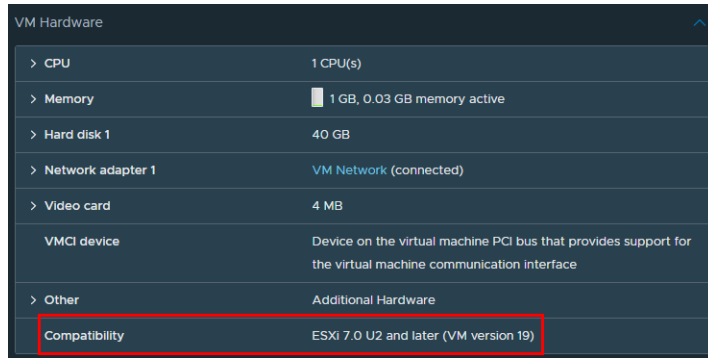 VM Hardware
> CPU 1 CPU(s)
> Memory 1 GB, 0.03 GB memory active
> Hard disk 1 40 GB
> Network adapter 1 VM Network (connected)
> Video card 4 MB
VMCI device Device on the virtual machine PCI bus that provides support for
the virtual machine communication interface
> Other Additional Hardware
Compatibility ESXi 7.0 U2 and later (VM version 19)